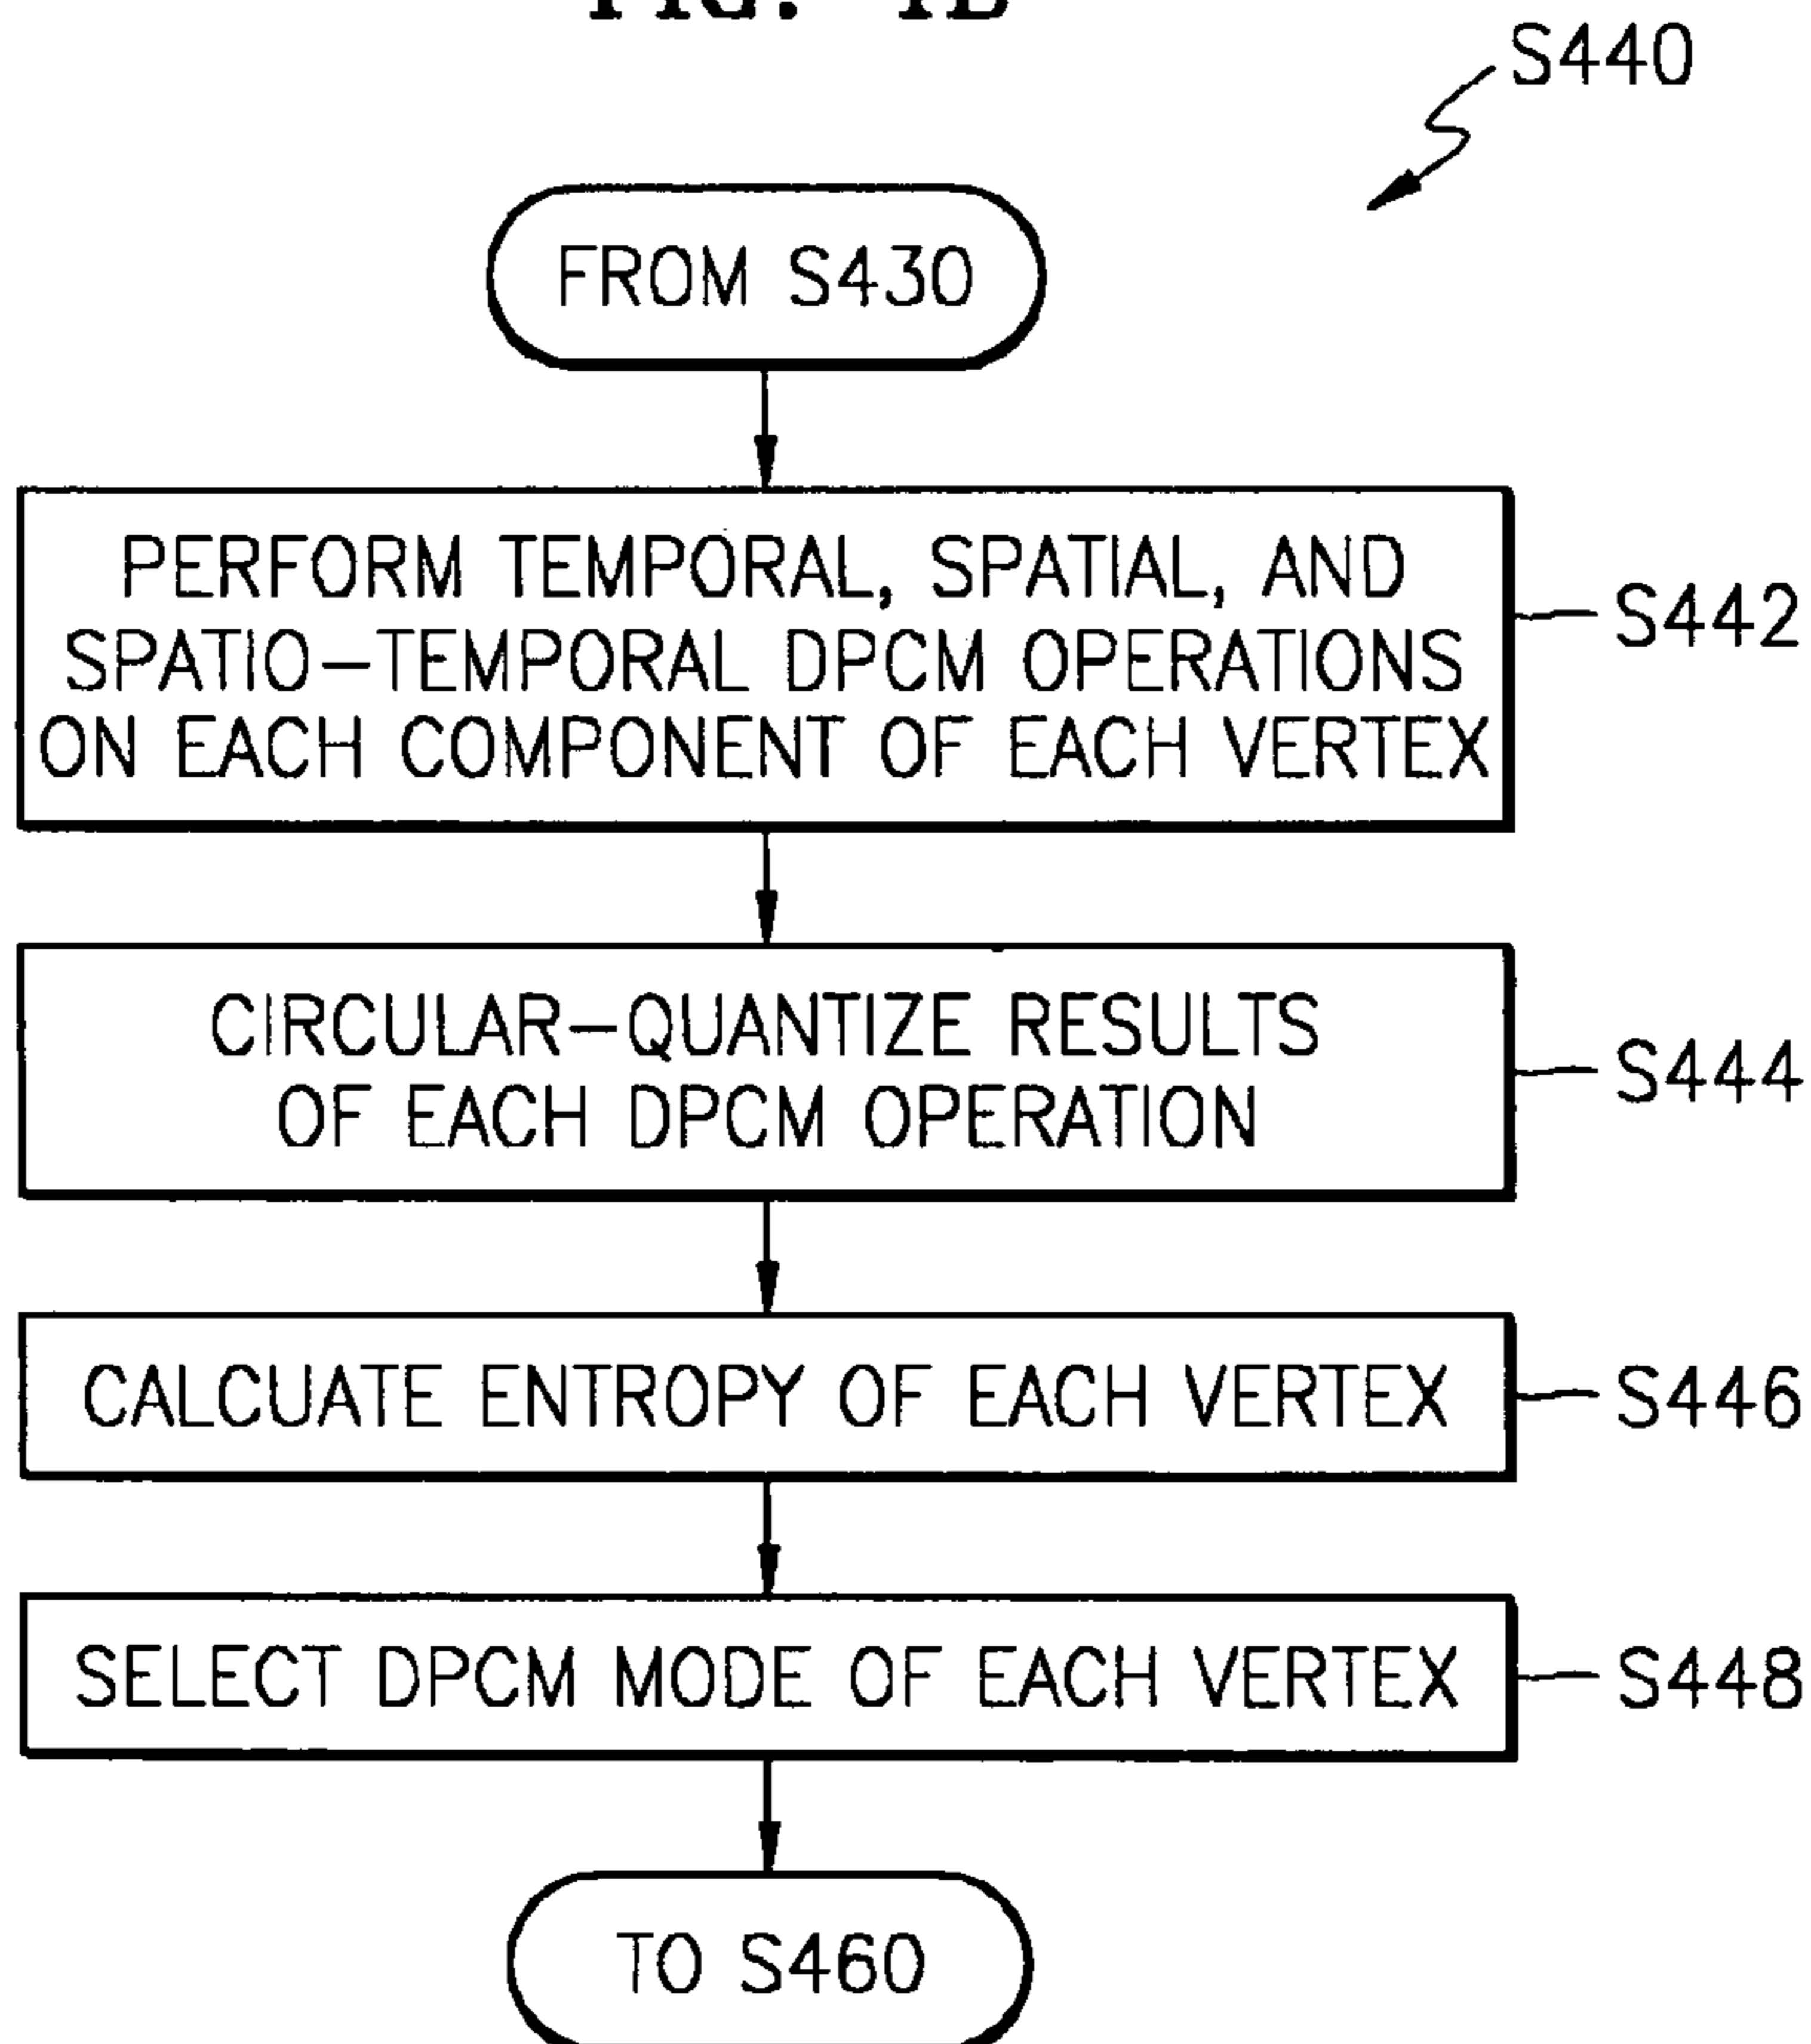 FIG. 4B
S440
FROM S430
PERFORM TEMPORAL, SPATIAL, AND
SPATIO-TEMPORAL DPCM OPERATIONS
ON EACH COMPONENT OF EACH VERTEX
S442
CIRCULAR-QUANTIZE RESULTS
OF EACH DPCM OPERATION
S444
CALCUATE ENTROPY OF EACH VERTEX
S446
SELECT DPCM MODE OF EACH VERTEX
S448
TO S460